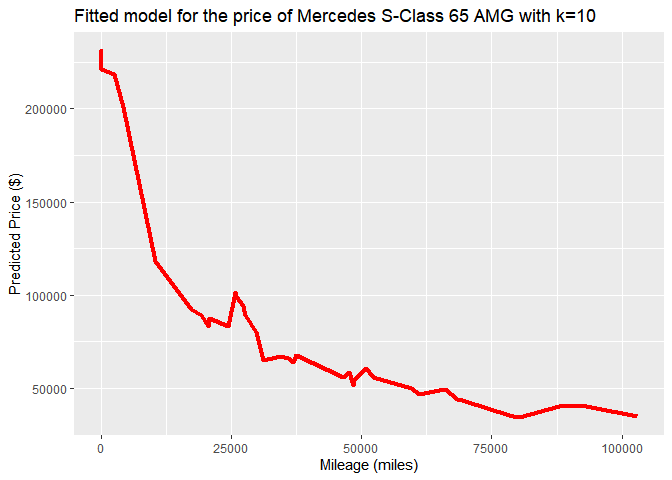 Fitted model for the price of Mercedes S-Class 65 AMG with k=10
200000
150000
100000
50000
Predicted Price ($)
0 25000 50000 75000 100000
Mileage (miles)